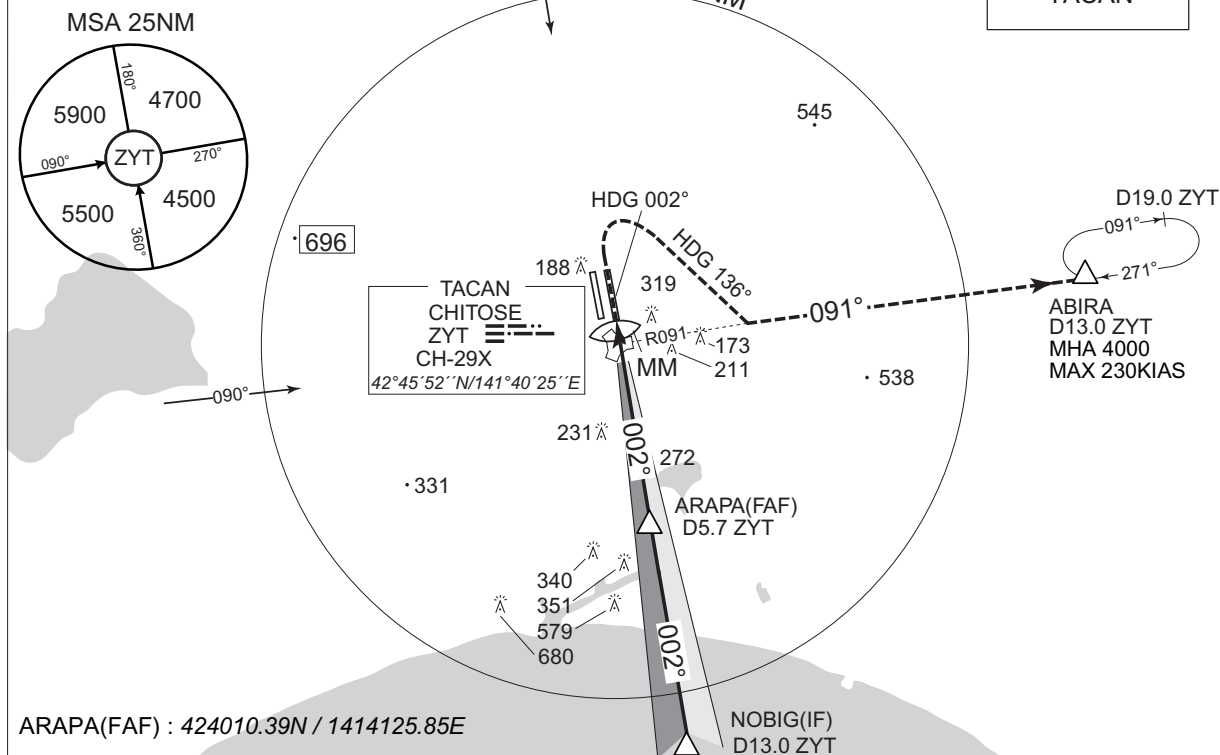 MSA 25NM
180°
5900
4700
090°
ZYT
270°
5500
4500
360°
NM
TACAN
545
696
HDG 002°
HDG 136°
D19.0 ZYT
091°
271°
188
319
TACAN
CHITOSE
ZYT
CH-29X
42°45´52´´N/141°40´25´´E
R091
091°
ABIRA
D13.0 ZYT
MHA 4000
MAX 230KIAS
MM
173
211
538
090°
231
002°
272
331
ARAPA(FAF)
D5.7 ZYT
340
351
579
680
002°
ARAPA(FAF) : 424010.39N / 1414125.85E
NOBIG(IF)
D13.0 ZYT